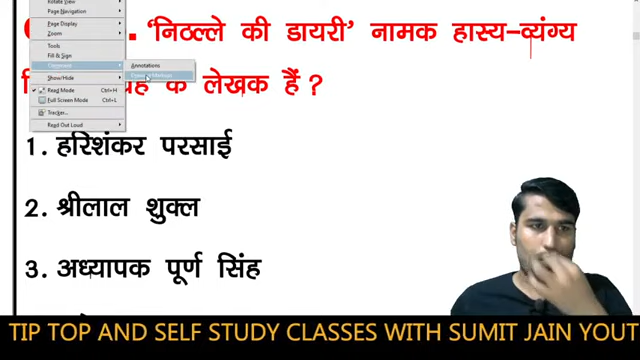 Rotate View
Page Navigation
Page Display
Zoom
Tools
Fill & Sign
Comment
Annotations
Show/Hide
Read Mode Ctrl+H
Full Screen Mode Ctrl+L
Tracker...
Read Out Loud
. ‘निठल्ले की डायरी’ नामक हास्य-व्यंग्य
के लेखक हैं ?
1. हरिशंकर परसाई
2. श्रीलाल शुक्ल
3. अध्यापक पूर्ण सिंह
TIP TOP AND SELF STUDY CLASSES WITH SUMIT JAIN YOUT